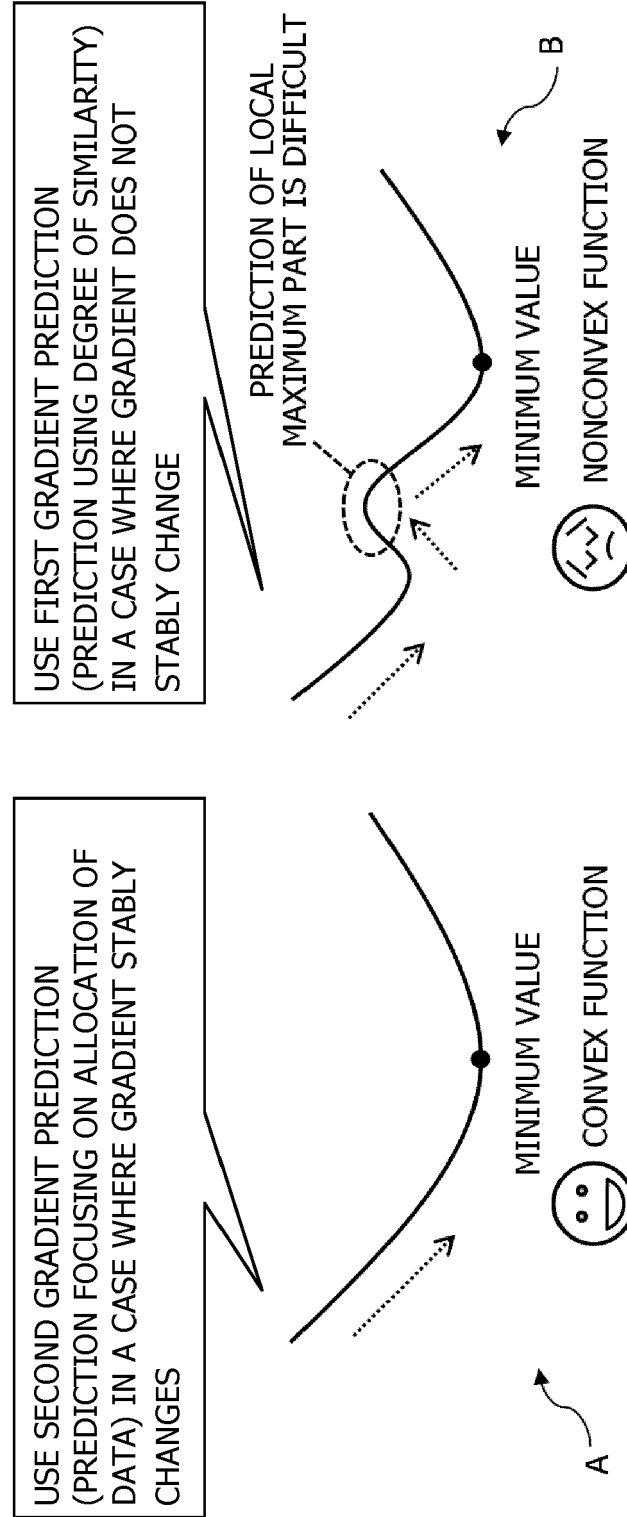 USE SECOND GRADIENT PREDICTION
(PREDICTION FOCUSING ON ALLOCATION OF
DATA) IN A CASE WHERE GRADIENT STABLY
CHANGES
MINIMUM VALUE
CONVEX FUNCTION
A
USE FIRST GRADIENT PREDICTION
(PREDICTION USING DEGREE OF SIMILARITY)
IN A CASE WHERE GRADIENT DOES NOT
STABLY CHANGE
PREDICTION OF LOCAL
MAXIMUM PART IS DIFFICULT
MINIMUM VALUE
NONCONVEX FUNCTION
B